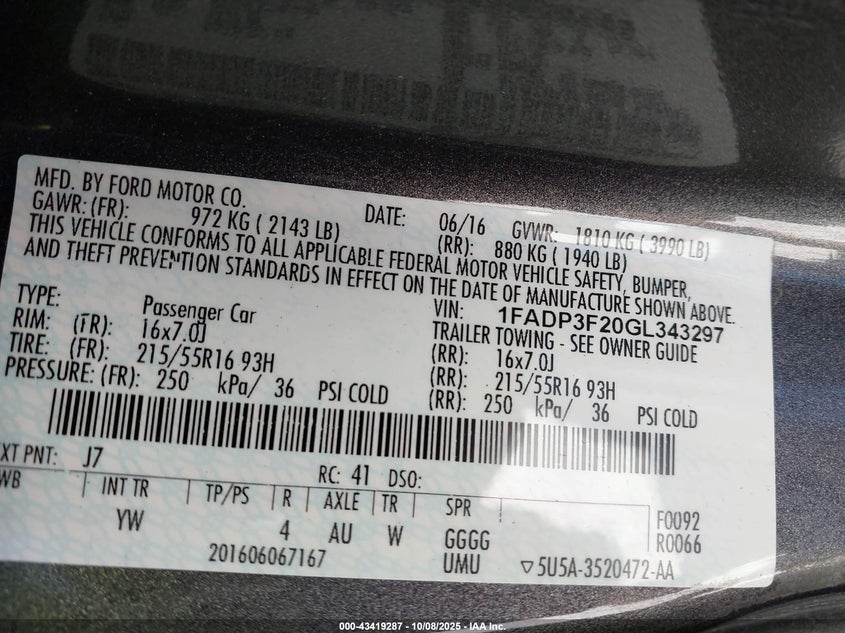 MFD. BY FORD MOTOR CO.
DATE: 06/16 GVWR: 1810 KG ( 3990 LB)
GAWR: (FR): 972 KG ( 2143 LB) (RR): 880 KG ( 1940 LB)
THIS VEHICLE CONFORMS TO ALL APPLICABLE FEDERAL MOTOR VEHICLE SAFETY, BUMPER,
AND THEFT PREVENTION STANDARDS IN EFFECT ON THE DATE OF MANUFACTURE SHOWN ABOVE.
VIN: 1FADP3F20GL343297
TYPE: Passenger Car TRAILER TOWING - SEE OWNER GUIDE
RIM: (FR): 16x7.0J (RR): 16x7.0J
TIRE: (FR): 215/55R16 93H (RR): 215/55R16 93H
PRESSURE: (FR): 250 kPa/ 36 PSI COLD (RR): 250 kPa/ 36 PSI COLD
XT PNT: J7 RC: 41 DSO:
WB INT TR TP/PS R AXLE TR SPR
YW 4 AU W GGGG F0092
UMU R0066
201606067167 ▽5U5A-3520472-AA
000-43419287 - 10/08/2025 - IAA Inc.